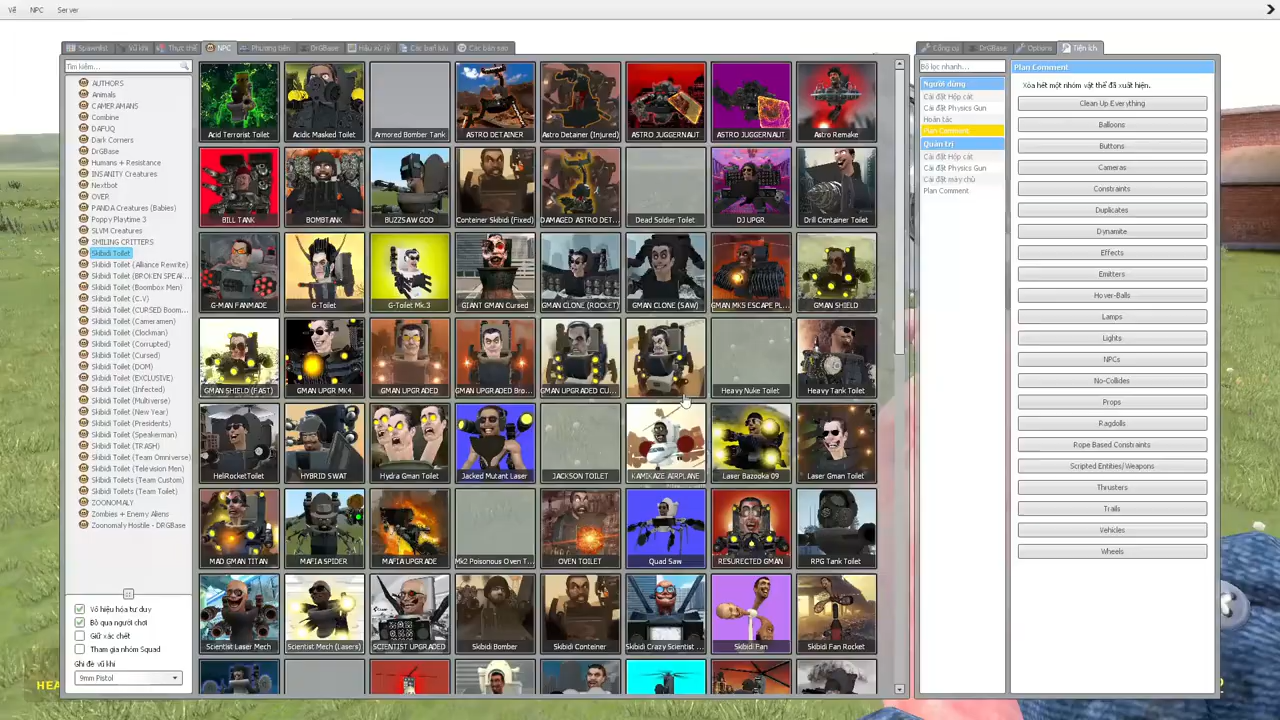 Vẽ NPC Server
Spawnlist Vũ khí Thực thể NPC Phương tiện DrGBase Hậu xử lý Các bản lưu Các bản sao
Công cụ DrGBase Options Tiện ích
Tìm kiếm...
AUTHORS
Animals
CAMERAMANS
Combine
DAFUQ
Dark Corners
DrGBase
Humans + Resistance
INSANITY Creatures
Nextbot
OVER
PANDA Creatures (Babies)
Poppy Playtime 3
SLVM Creatures
SMILING CRITTERS
Skibidi Toilet
Skibidi Toilet (Alliance Rewrite)
Skibidi Toilet (BROKEN SPEAK...
Skibidi Toilet (Boombox Men)
Skibidi Toilet (C.V)
Skibidi Toilet (CURSED Boom...
Skibidi Toilet (Cameramen)
Skibidi Toilet (Clockman)
Skibidi Toilet (Corrupted)
Skibidi Toilet (Cursed)
Skibidi Toilet (DOM)
Skibidi Toilet (EXCLUSIVE)
Skibidi Toilet (Infected)
Skibidi Toilet (Multiverse)
Skibidi Toilet (New Year)
Skibidi Toilet (Presidents)
Skibidi Toilet (Speakerman)
Skibidi Toilet (TRASH)
Skibidi Toilet (Team Omniverse)
Skibidi Toilet (Television Men)
Skibidi Toilets (Team Custom)
Skibidi Toilets (Team Toilet)
ZOONOMALY
Zombies + Enemy Aliens
Zoonomaly Hostile - DRGBase
Vô hiệu hóa tư duy
Bỏ qua người chơi
Giữ xác chết
Tham gia nhóm Squad
Ghi đè vũ khí
9mm Pistol
Acid Terrorist Toilet Acidic Masked Toilet Armored Bomber Tank ASTRO DETAINER Astro Detainer (Injured) ASTRO JUGGERNAUT ASTRO JUGGERNAUT Astro Remake
BILL TANK BOMBTANK BUZZSAW GOD Conteiner Skibidi (Fixed) DAMAGED ASTRO DET... Dead Soldier Toilet DJ UPGR Drill Container Toilet
G-MAN FANMADE G-Toilet G-Toilet Mk.3 GIANT GMAN Cursed GMAN CLONE (ROCKET) GMAN CLONE (SAW) GMAN MK5 ESCAPE PL... GMAN SHIELD
GMAN SHIELD (FAST) GMAN UPGR MK4 GMAN UPGRADED GMAN UPGRADED Bro... GMAN UPGRADED CU... Heavy Nuke Toilet Heavy Tank Toilet
HeliRocketToilet HYBRID SWAT Hydra Gman Toilet Jacked Mutant Laser JACKSON TOILET KAMIKAZE AIRPLANE Laser Bazooka 09 Laser Gman Toilet
MAD GMAN TITAN MAFIA SPIDER MAFIA UPGRADE Mk2 Poisonous Oven T... OVEN TOILET Quad Saw RESURECTED GMAN RPG Tank Toilet
Scientist Laser Mech Scientist Mech (Lasers) SCIENTIST UPGRADED Skibidi Bomber Skibidi Conteiner Skibidi Crazy Scientist ... Skibidi Fan Skibidi Fan Rocket
Bộ lọc nhanh...
Người dùng
Cài đặt Hộp cát
Cài đặt Physics Gun
Hoàn tác
Plan Comment
Quản trị
Cài đặt Hộp cát
Cài đặt Physics Gun
Cài đặt máy chủ
Plan Comment
Plan Comment
Xóa hết một nhóm vật thể đã xuất hiện.
Clean Up Everything
Balloons
Buttons
Cameras
Constraints
Duplicates
Dynamite
Effects
Emitters
Hover-Balls
Lamps
Lights
NPCs
No-Collides
Props
Ragdolls
Rope Based Constraints
Scripted Entities/Weapons
Thrusters
Trails
Vehicles
Wheels